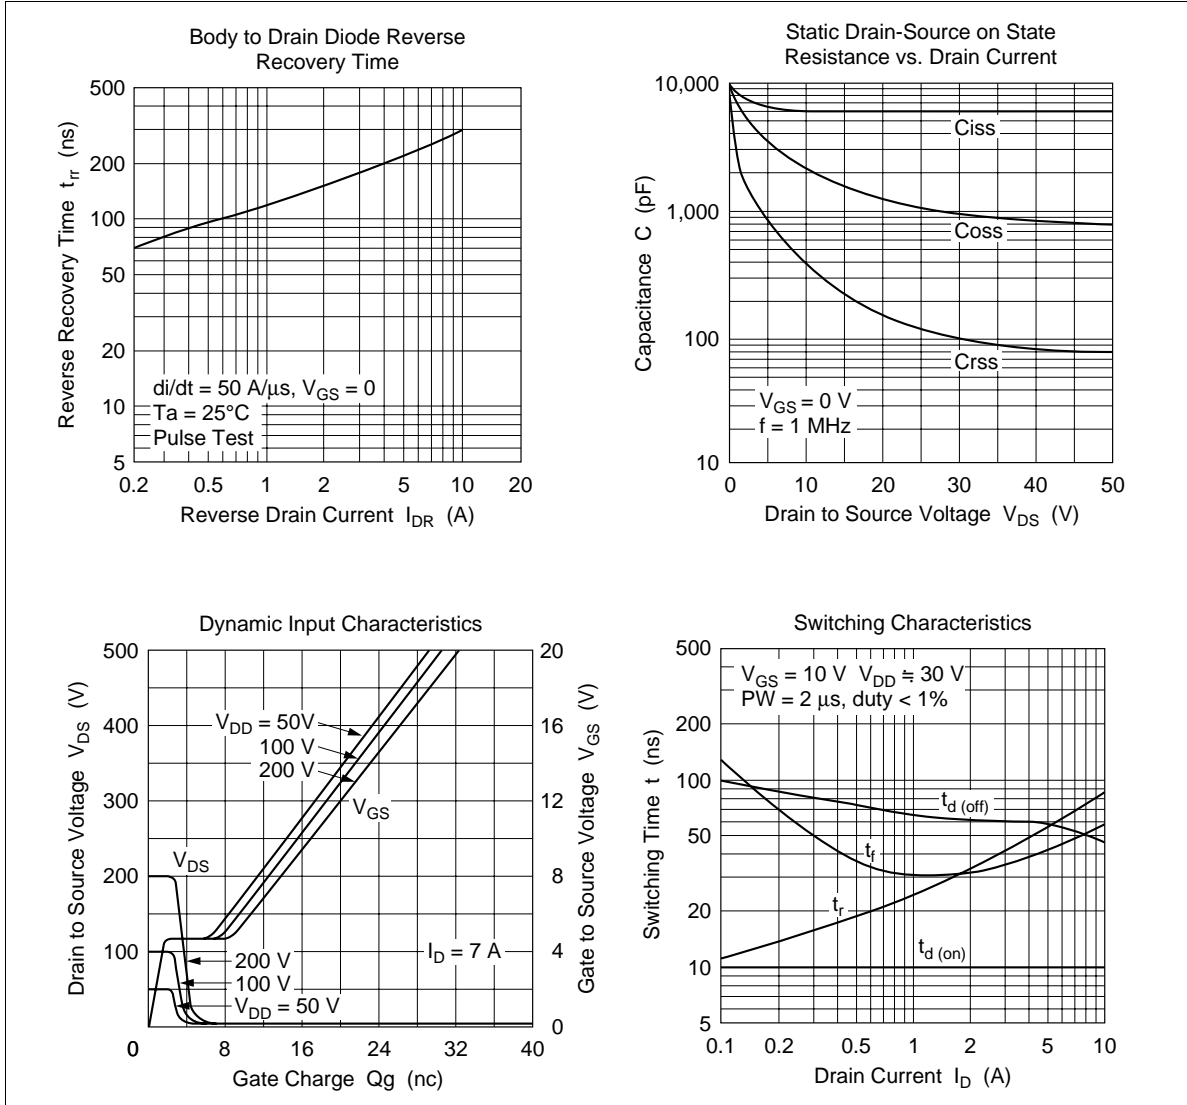 Body to Drain Diode Reverse
Recovery Time
Reverse Recovery Time t_rr (ns)
500
200
100
50
20
10
5
di/dt = 50 A/μs, V_GS = 0
Ta = 25°C
Pulse Test
0.2 0.5 1 2 5 10 20
Reverse Drain Current I_DR (A)
Static Drain-Source on State
Resistance vs. Drain Current
Capacitance C (pF)
10,000
1,000
100
10
Ciss
Coss
Crss
V_GS = 0 V
f = 1 MHz
0 10 20 30 40 50
Drain to Source Voltage V_DS (V)
Dynamic Input Characteristics
Drain to Source Voltage V_DS (V)
500
400
300
200
100
0
V_DD = 50V
100 V
200 V
V_GS
V_DS
I_D = 7 A
200 V
100 V
V_DD = 50 V
20
16
12
8
4
0
Gate to Source Voltage V_GS (V)
0 8 16 24 32 40
Gate Charge Qg (nc)
Switching Characteristics
Switching Time t (ns)
500
200
100
50
20
10
5
V_GS = 10 V V_DD ≒ 30 V
PW = 2 μs, duty < 1%
t_d (off)
t_f
t_r
t_d (on)
0.1 0.2 0.5 1 2 5 10
Drain Current I_D (A)